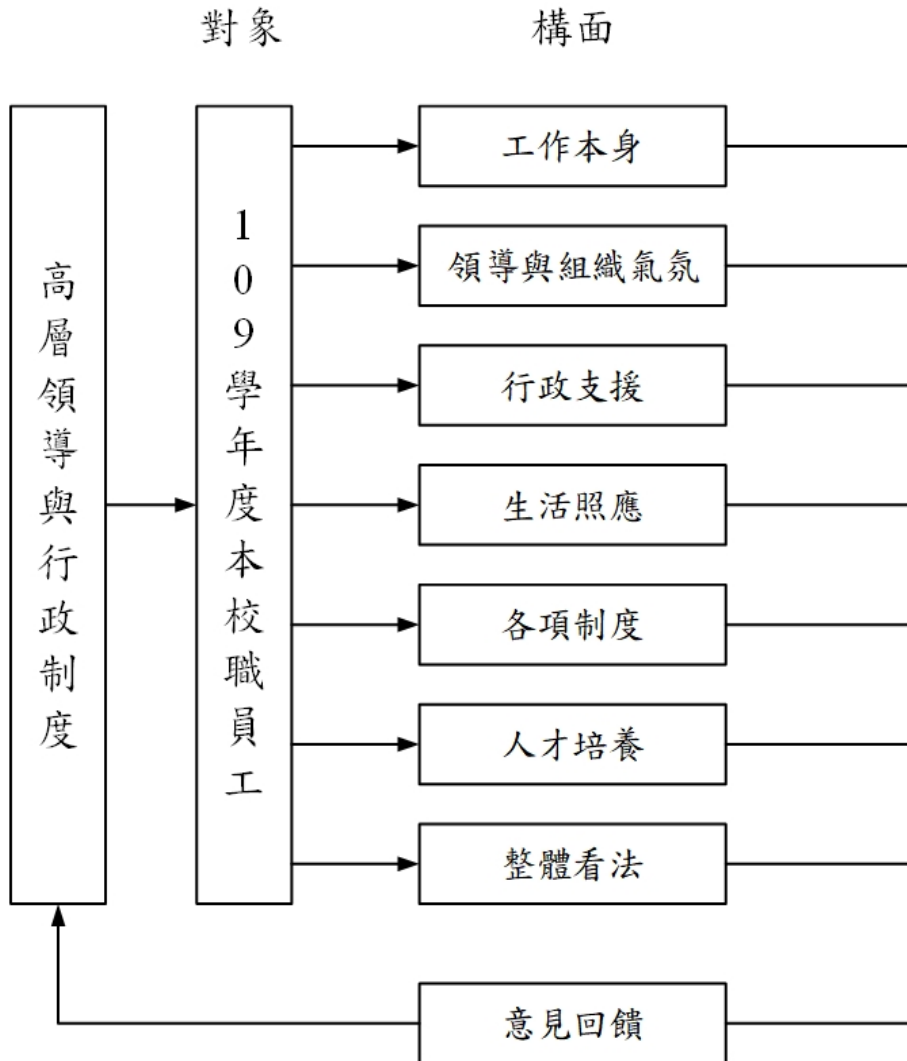 對象
構面
高層領導與行政制度
109學年度本校職員工
工作本身
領導與組織氣氛
行政支援
生活照應
各項制度
人才培養
整體看法
意見回饋